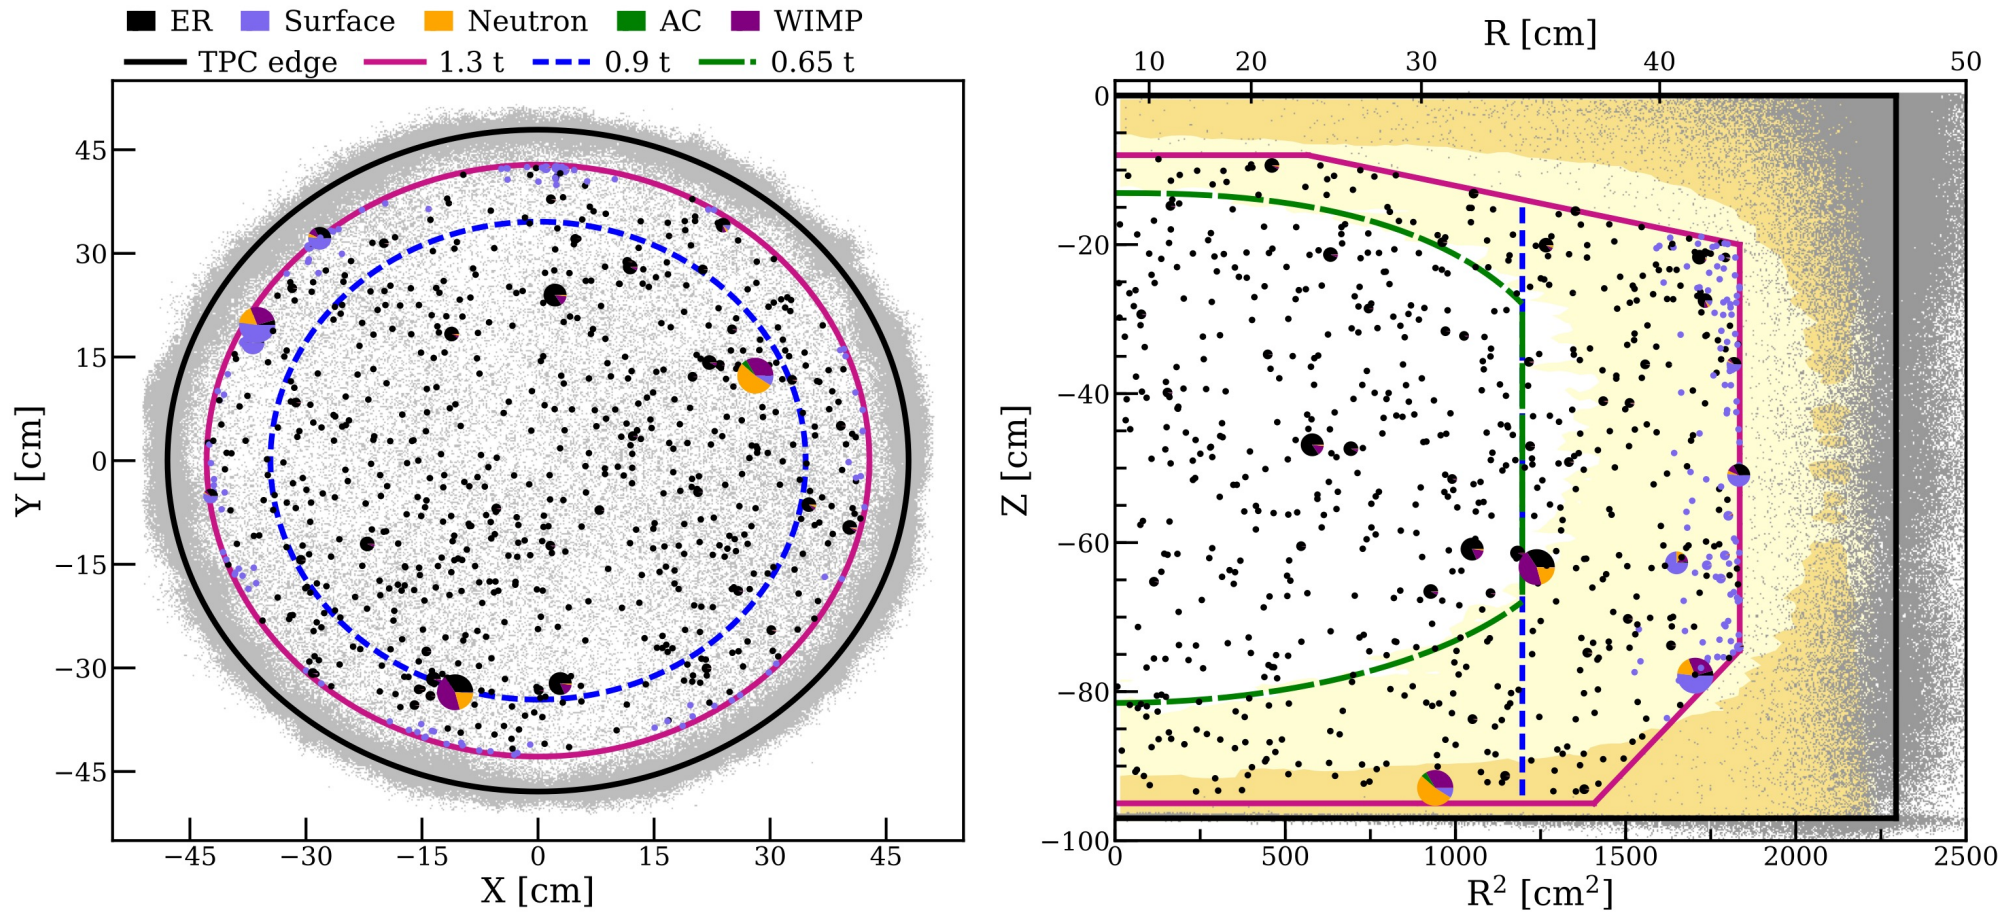 ER Surface Neutron AC WIMP
TPC edge 1.3 t 0.9 t 0.65 t
45
30
15
0
−15
−30
−45
Y [cm]
−45 −30 −15 0 15 30 45
X [cm]
R [cm]
10 20 30 40 50
0
−20
−40
−60
−80
−100
Z [cm]
0 500 1000 1500 2000 2500
R² [cm²]